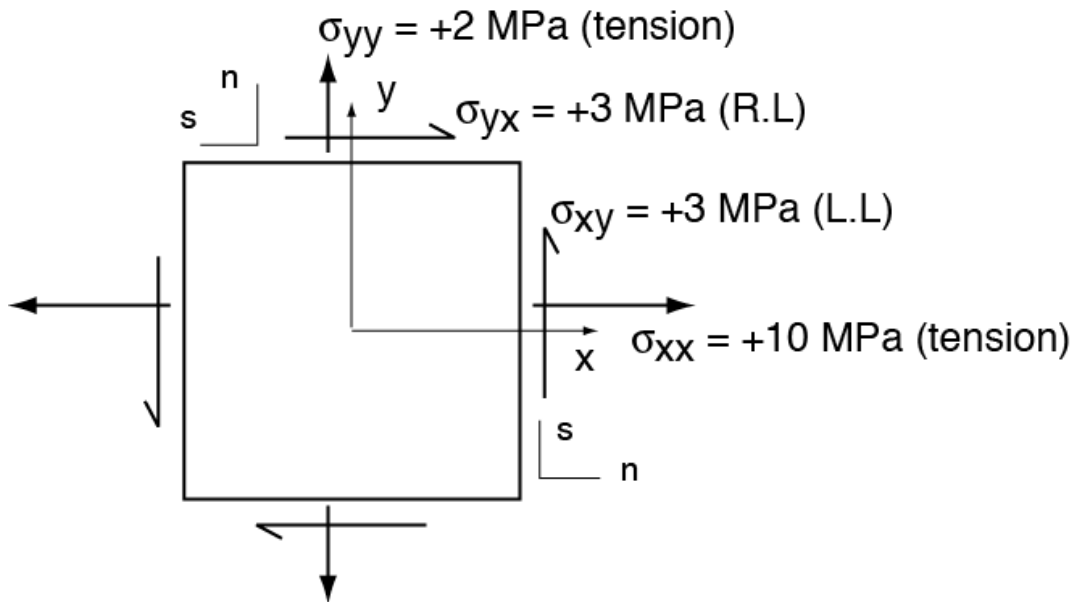 σyy = +2 MPa (tension)
n
s
y
σyx = +3 MPa (R.L)
σxy = +3 MPa (L.L)
x
σxx = +10 MPa (tension)
s
n